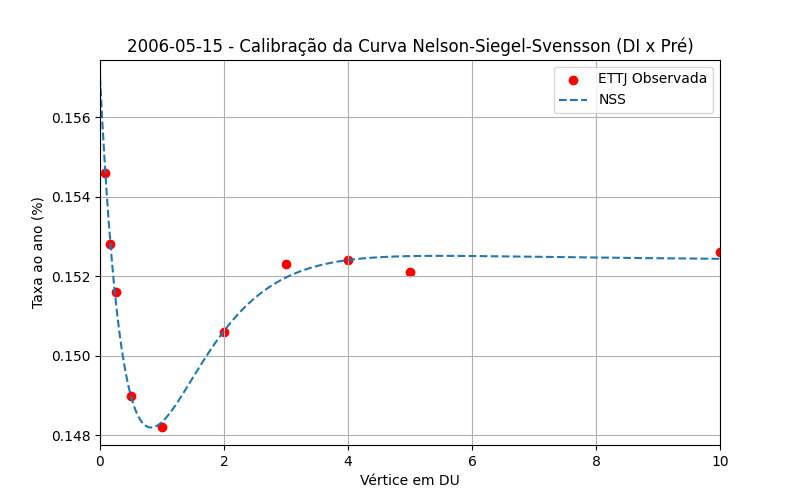 2006-05-15 - Calibração da Curva Nelson-Siegel-Svensson (DI x Pré)
ETTJ Observada
NSS
Taxa ao ano (%)
0.156
0.154
0.152
0.150
0.148
0 2 4 6 8 10
Vértice em DU